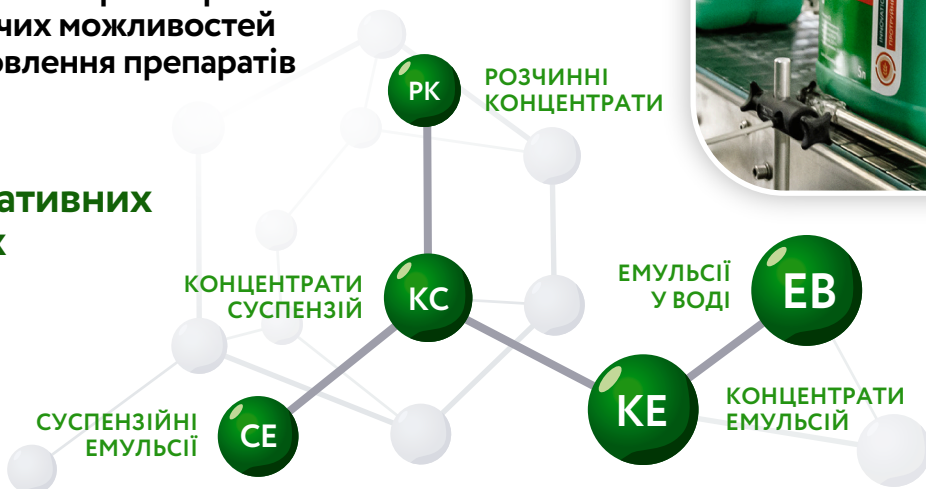 чих можливостей
овлення препаратів
ативних
РК
РОЗЧИННІ
КОНЦЕНТРАТИ
КОНЦЕНТРАТИ
СУСПЕНЗІЙ
КС
ЕМУЛЬСІЇ
У ВОДІ
ЕВ
СУСПЕНЗІЙНІ
ЕМУЛЬСІЇ
СЕ
КЕ
КОНЦЕНТРАТИ
ЕМУЛЬСІЙ
5л